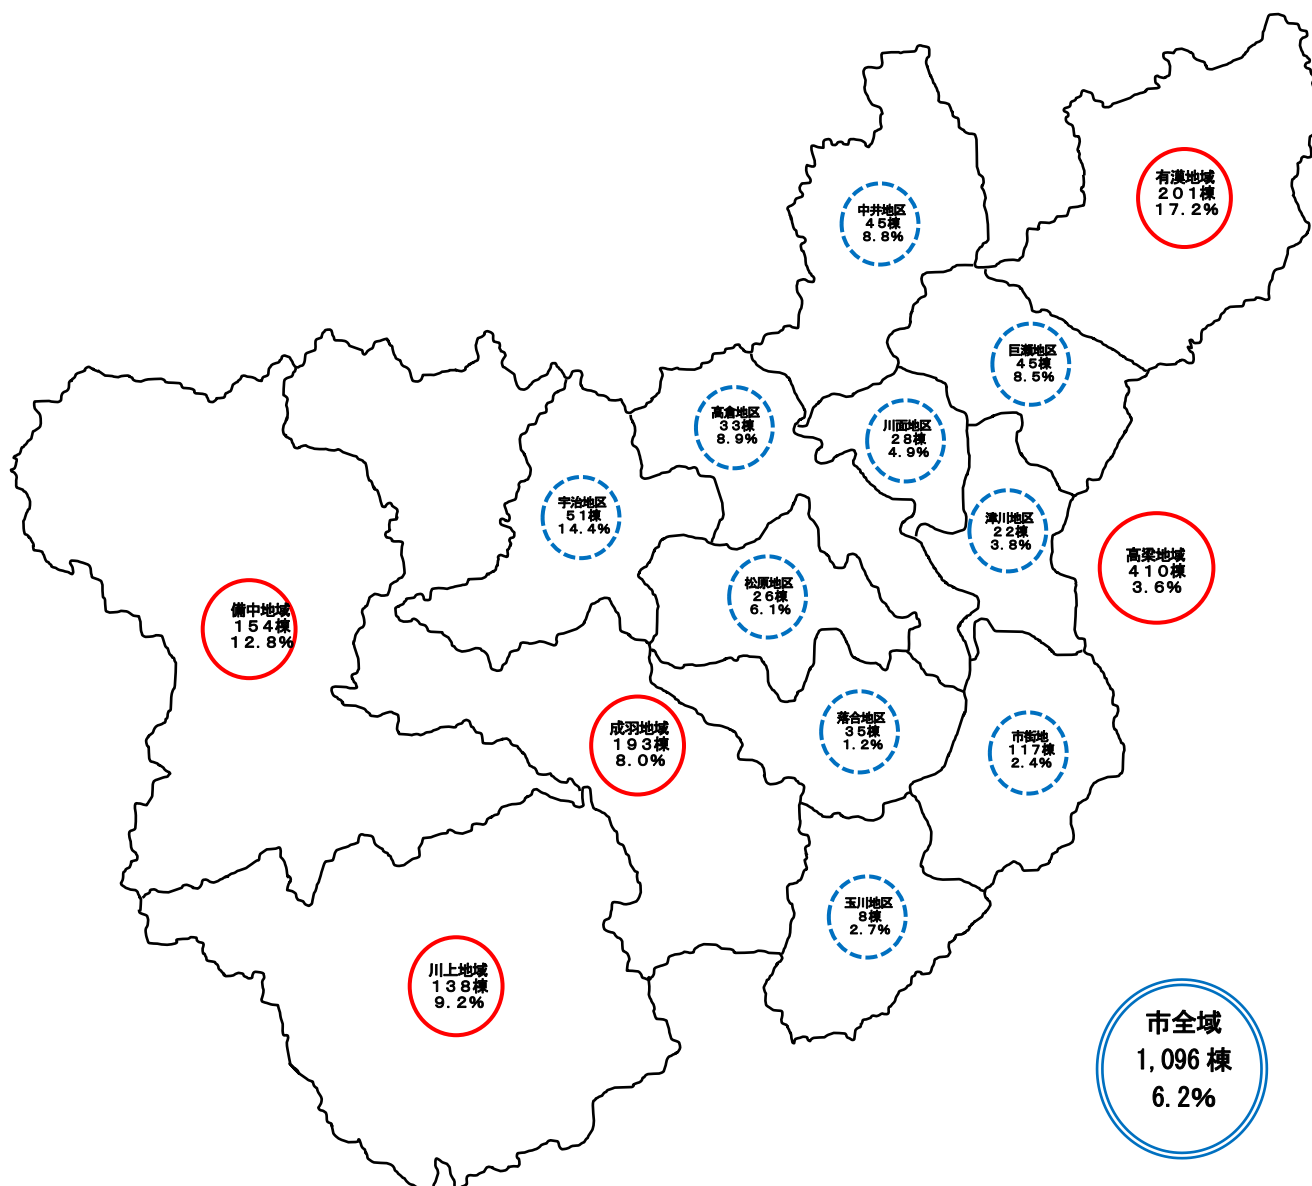 有漢地域
２０１棟
１７．２％
中井地区
４５棟
８．８％
巨瀬地区
４５棟
８．５％
高倉地区
３３棟
８．９％
川面地区
２８棟
４．９％
宇治地区
５１棟
１４．４％
津川地区
２２棟
３．８％
高梁地域
４１０棟
３．６％
松原地区
２６棟
６．１％
備中地域
１５４棟
１２．８％
成羽地域
１９３棟
８．０％
落合地区
３５棟
１．２％
市街地
１１７棟
２．４％
玉川地区
８棟
２．７％
川上地域
１３８棟
９．２％
市全域
1,096 棟
6.2%